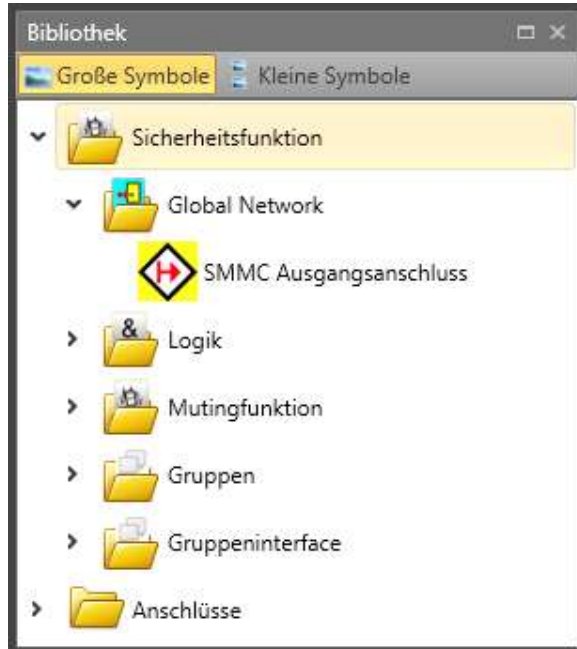 Bibliothek
Große Symbole Kleine Symbole
Sicherheitsfunktion
Global Network
SMMC Ausgangsanschluss
& Logik
Mutingfunktion
Gruppen
Gruppeninterface
Anschlüsse